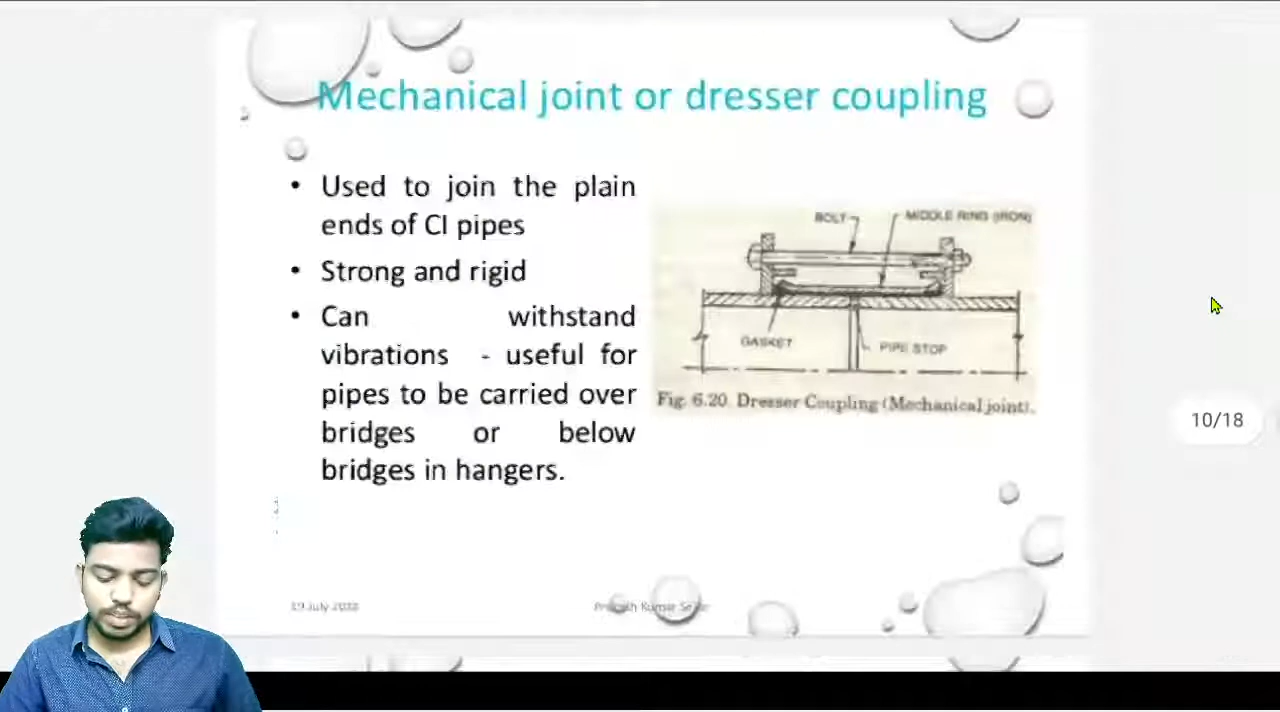 Mechanical joint or dresser coupling
• Used to join the plain
ends of CI pipes
• Strong and rigid
• Can withstand
vibrations - useful for
pipes to be carried over
bridges or below
bridges in hangers.
BOLT
MIDDLE RING (IRON)
GASKET
PIPE STOP
Fig. 6.20. Dresser Coupling (Mechanical joint).
10/18
19 July
Kumar